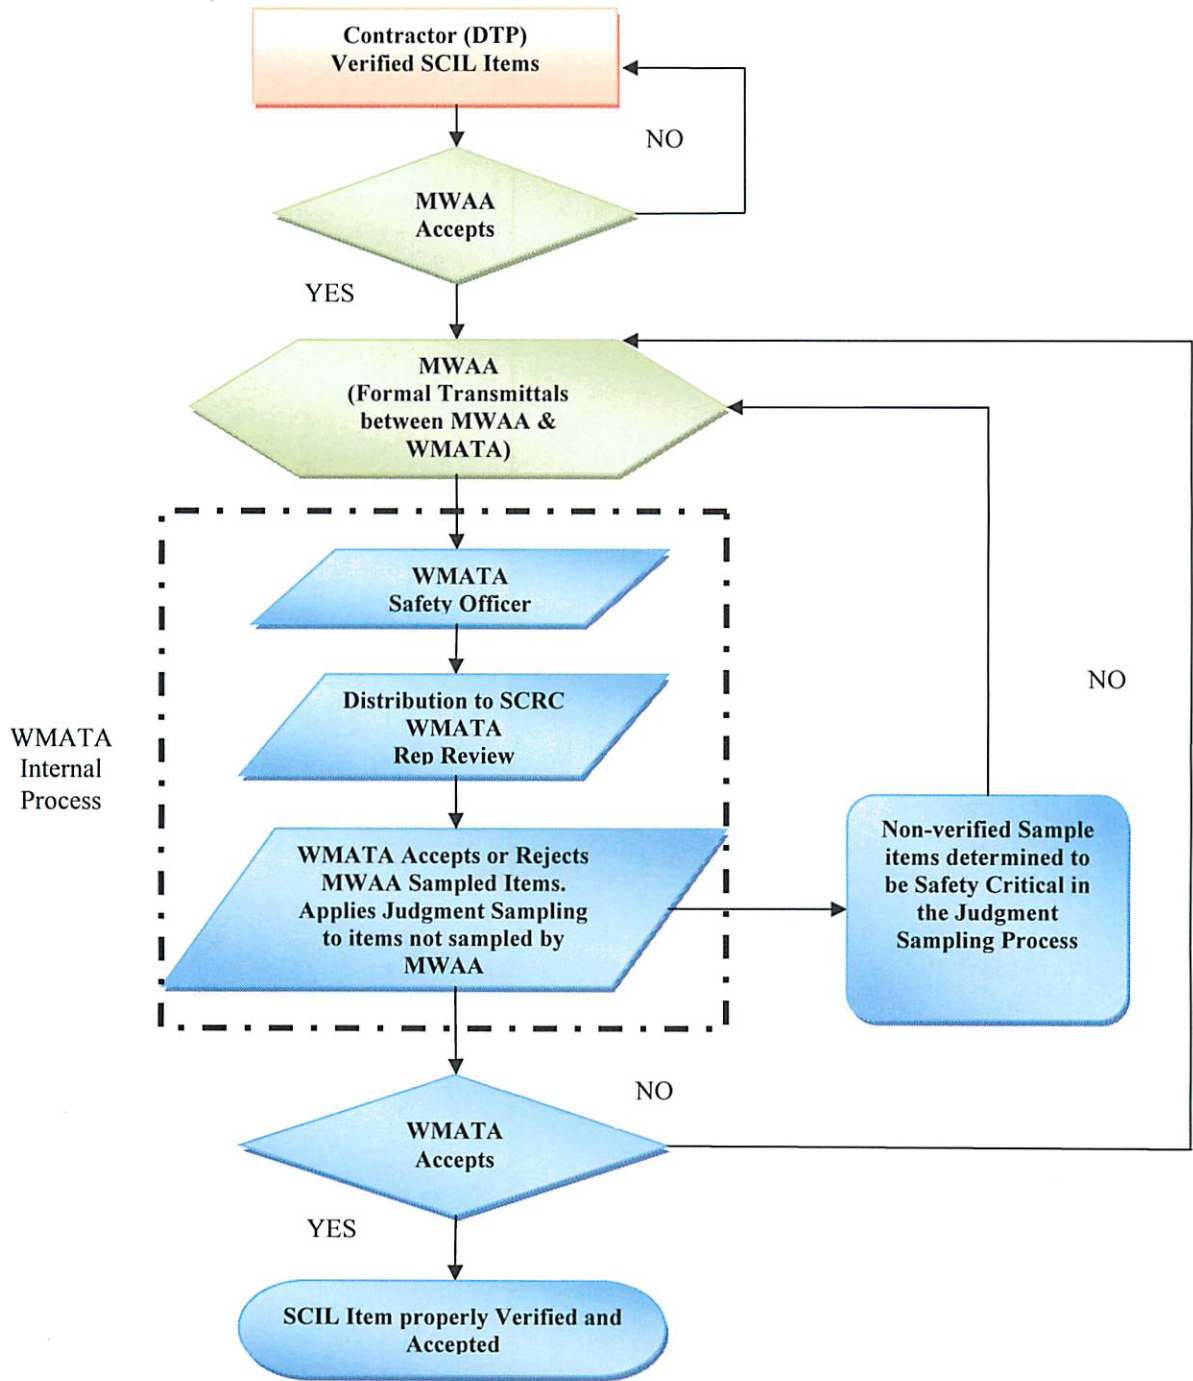 Contractor (DTP)
Verified SCIL Items
NO
MWAA
Accepts
YES
MWAA
(Formal Transmittals
between MWAA &
WMATA)
WMATA
Safety Officer
Distribution to SCRC
WMATA
Rep Review
WMATA
Internal
Process
NO
WMATA Accepts or Rejects
MWAA Sampled Items.
Applies Judgment Sampling
to items not sampled by
MWAA
Non-verified Sample
items determined to
be Safety Critical in
the Judgment
Sampling Process
NO
WMATA
Accepts
YES
SCIL Item properly Verified and
Accepted